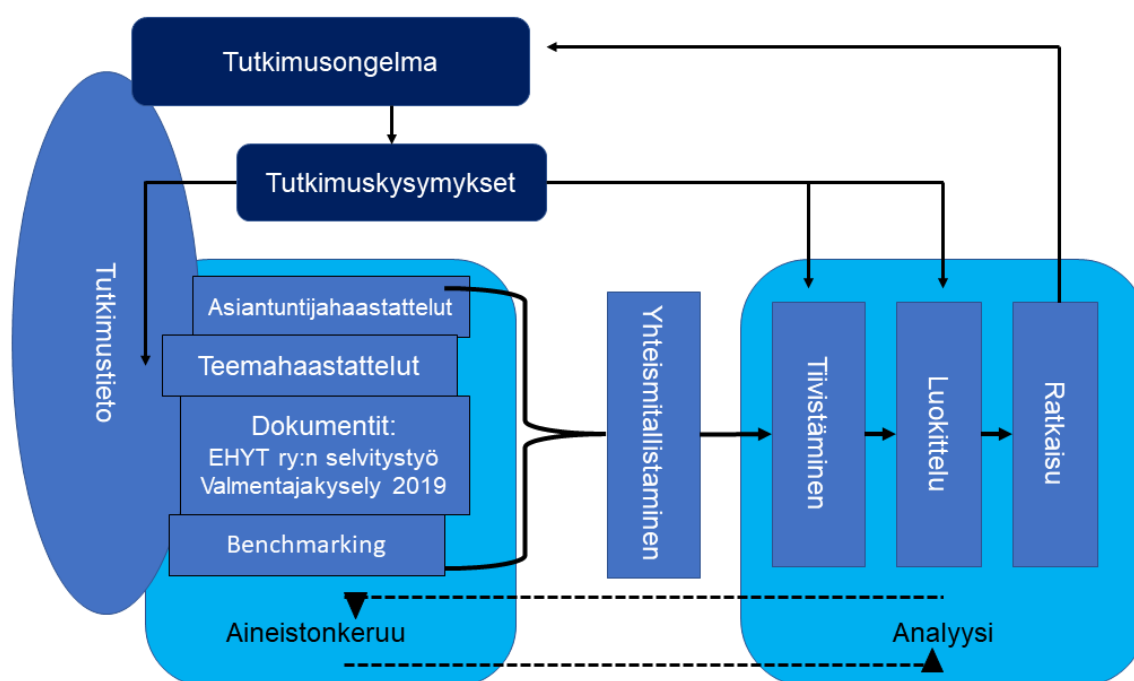 Tutkimusongelma
Tutkimuskysymykset
Tutkimustieto
Asiantuntijahaastattelut
Teemahaastattelut
Dokumentit:
EHYT ry:n selvitystyö
Valmentajakysely 2019
Benchmarking
Aineistonkeruu
Yhteismitallistaminen
Tiivistäminen
Luokittelu
Ratkaisu
Analyysi